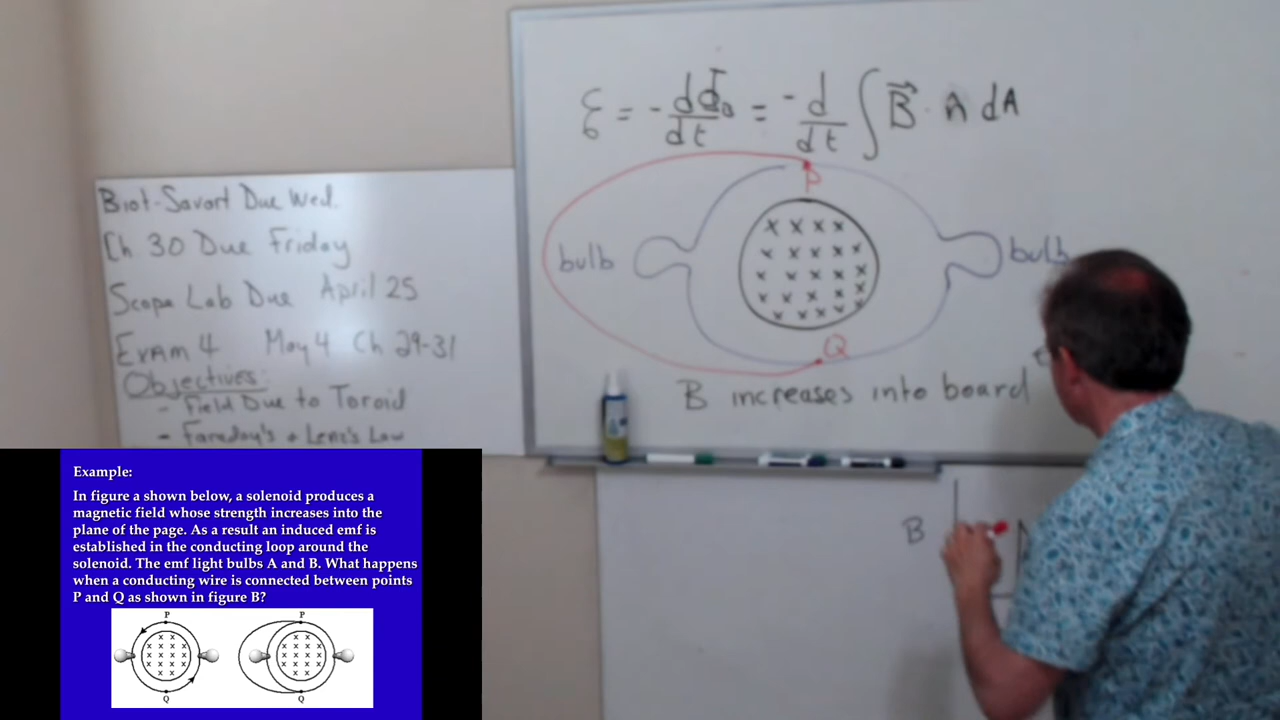 ℰ = -dΦB/dt = -d/dt ∫ B⃗ · n̂ dA
P
bulb
bulb
x x x x
x x x x x
x x x x x
x x x x x
x x x x x
Q
B increases into board
B
Biot-Savart Due Wed.
Ch 30 Due Friday
Scope Lab Due April 25
Exam 4 May 4 Ch 29-31
Objectives:
- Field Due to Toroid
- Faraday's + Lenz's Law
Example:
In figure a shown below, a solenoid produces a
magnetic field whose strength increases into the
plane of the page. As a result an induced emf is
established in the conducting loop around the
solenoid. The emf light bulbs A and B. What happens
when a conducting wire is connected between points
P and Q as shown in figure B?
P P
x x x x
x x x x x x
x x x x x x x x
x x x x x x
x x x x
Q Q